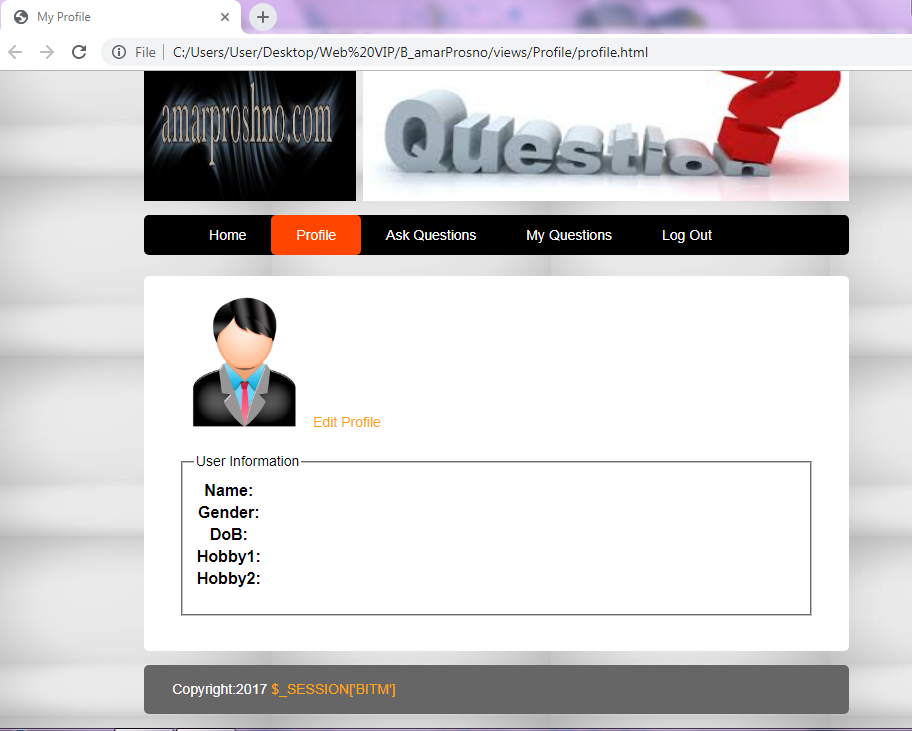 My Profile
File C:/Users/User/Desktop/Web%20VIP/B_amarProsno/views/Profile/profile.html
amarproshno.com
Question?
Home Profile Ask Questions My Questions Log Out
Edit Profile
User Information
Name:
Gender:
DoB:
Hobby1:
Hobby2:
Copyright:2017 $_SESSION['BITM']